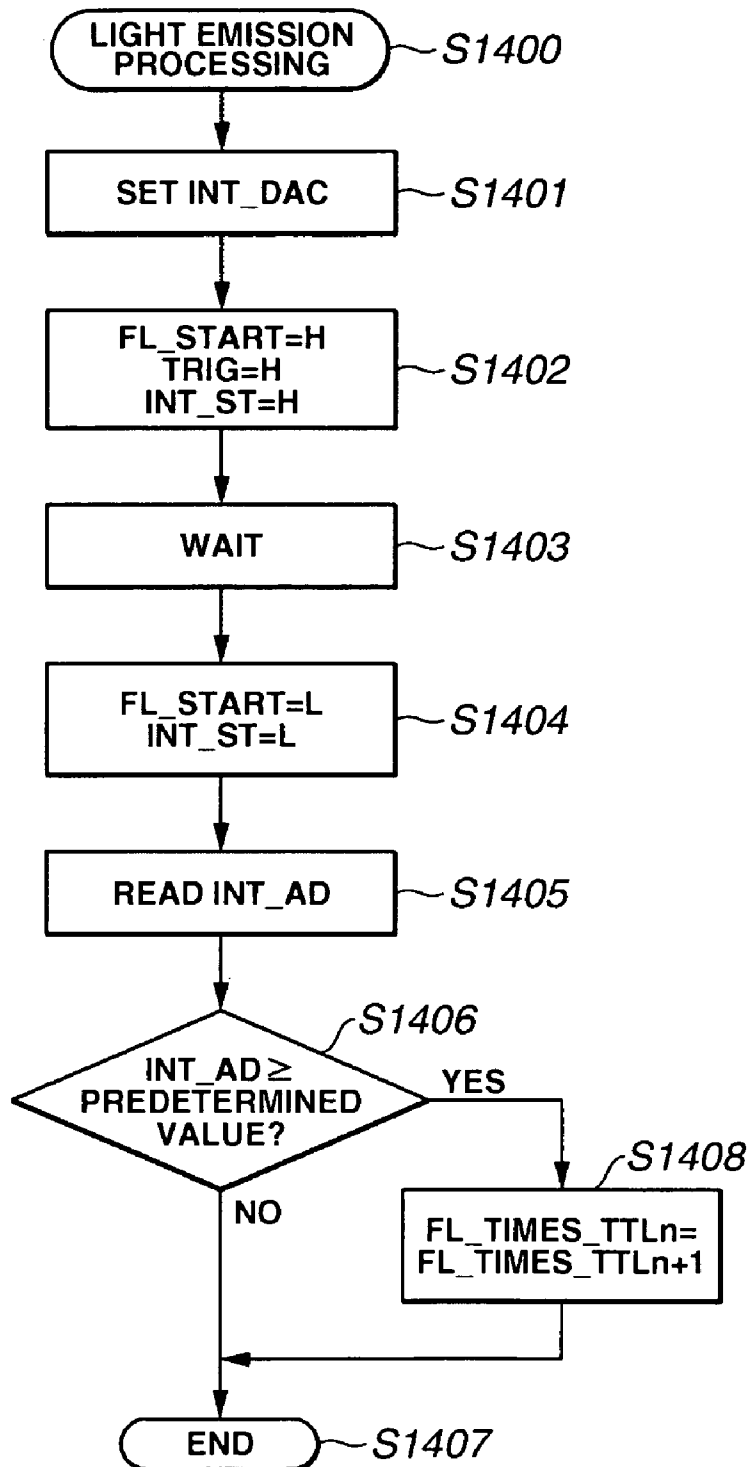 LIGHT EMISSION
PROCESSING
S1400
SET INT_DAC
S1401
FL_START=H
TRIG=H
INT_ST=H
S1402
WAIT
S1403
FL_START=L
INT_ST=L
S1404
READ INT_AD
S1405
S1406
INT_AD≥
PREDETERMINED
VALUE?
YES
NO
S1408
FL_TIMES_TTLn=
FL_TIMES_TTLn+1
END
S1407